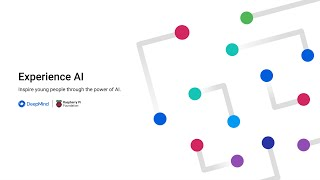 Experience AI
Inspire young people through the power of AI.
DeepMind
Raspberry Pi
Foundation